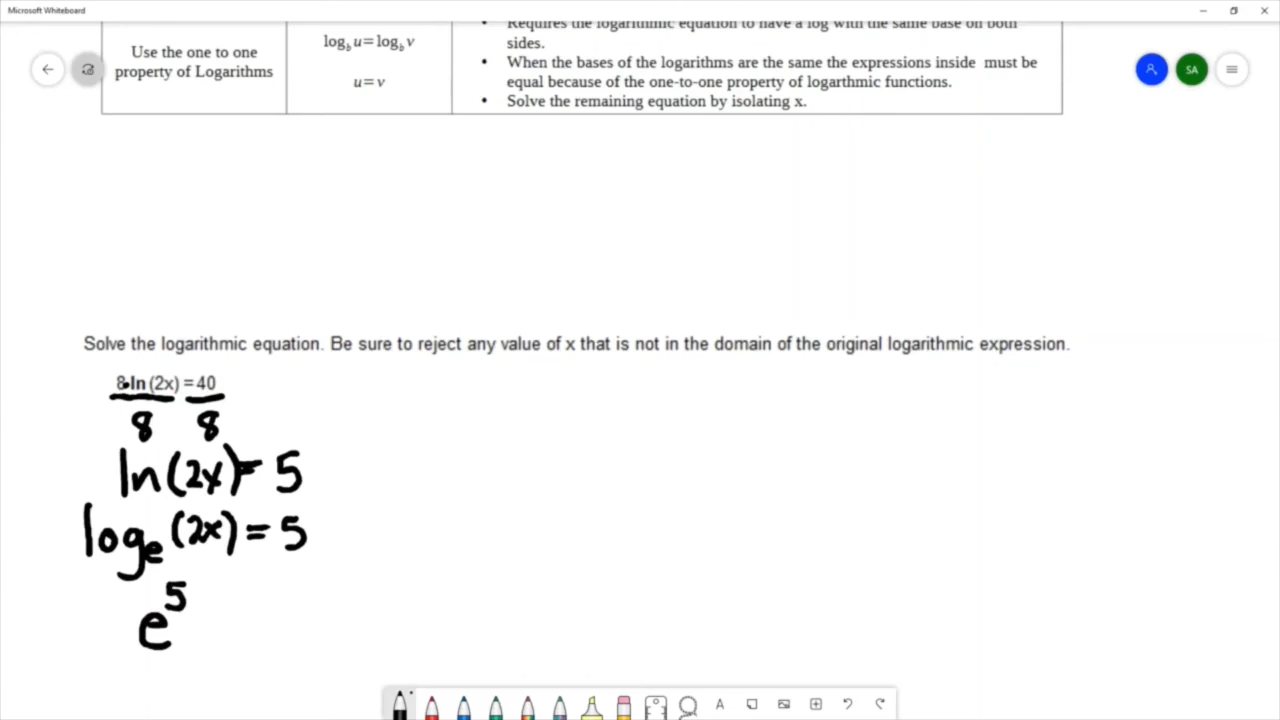 Microsoft Whiteboard
Use the one to one
property of Logarithms
log_b u=log_b v
u=v
• Requires the logarithmic equation to have a log with the same base on both
sides.
• When the bases of the logarithms are the same the expressions inside must be
equal because of the one-to-one property of logarthmic functions.
• Solve the remaining equation by isolating x.
SA
Solve the logarithmic equation. Be sure to reject any value of x that is not in the domain of the original logarithmic expression.
8•ln (2x) = 40
8 8
ln(2x) = 5
log_e (2x) = 5
e^5
A